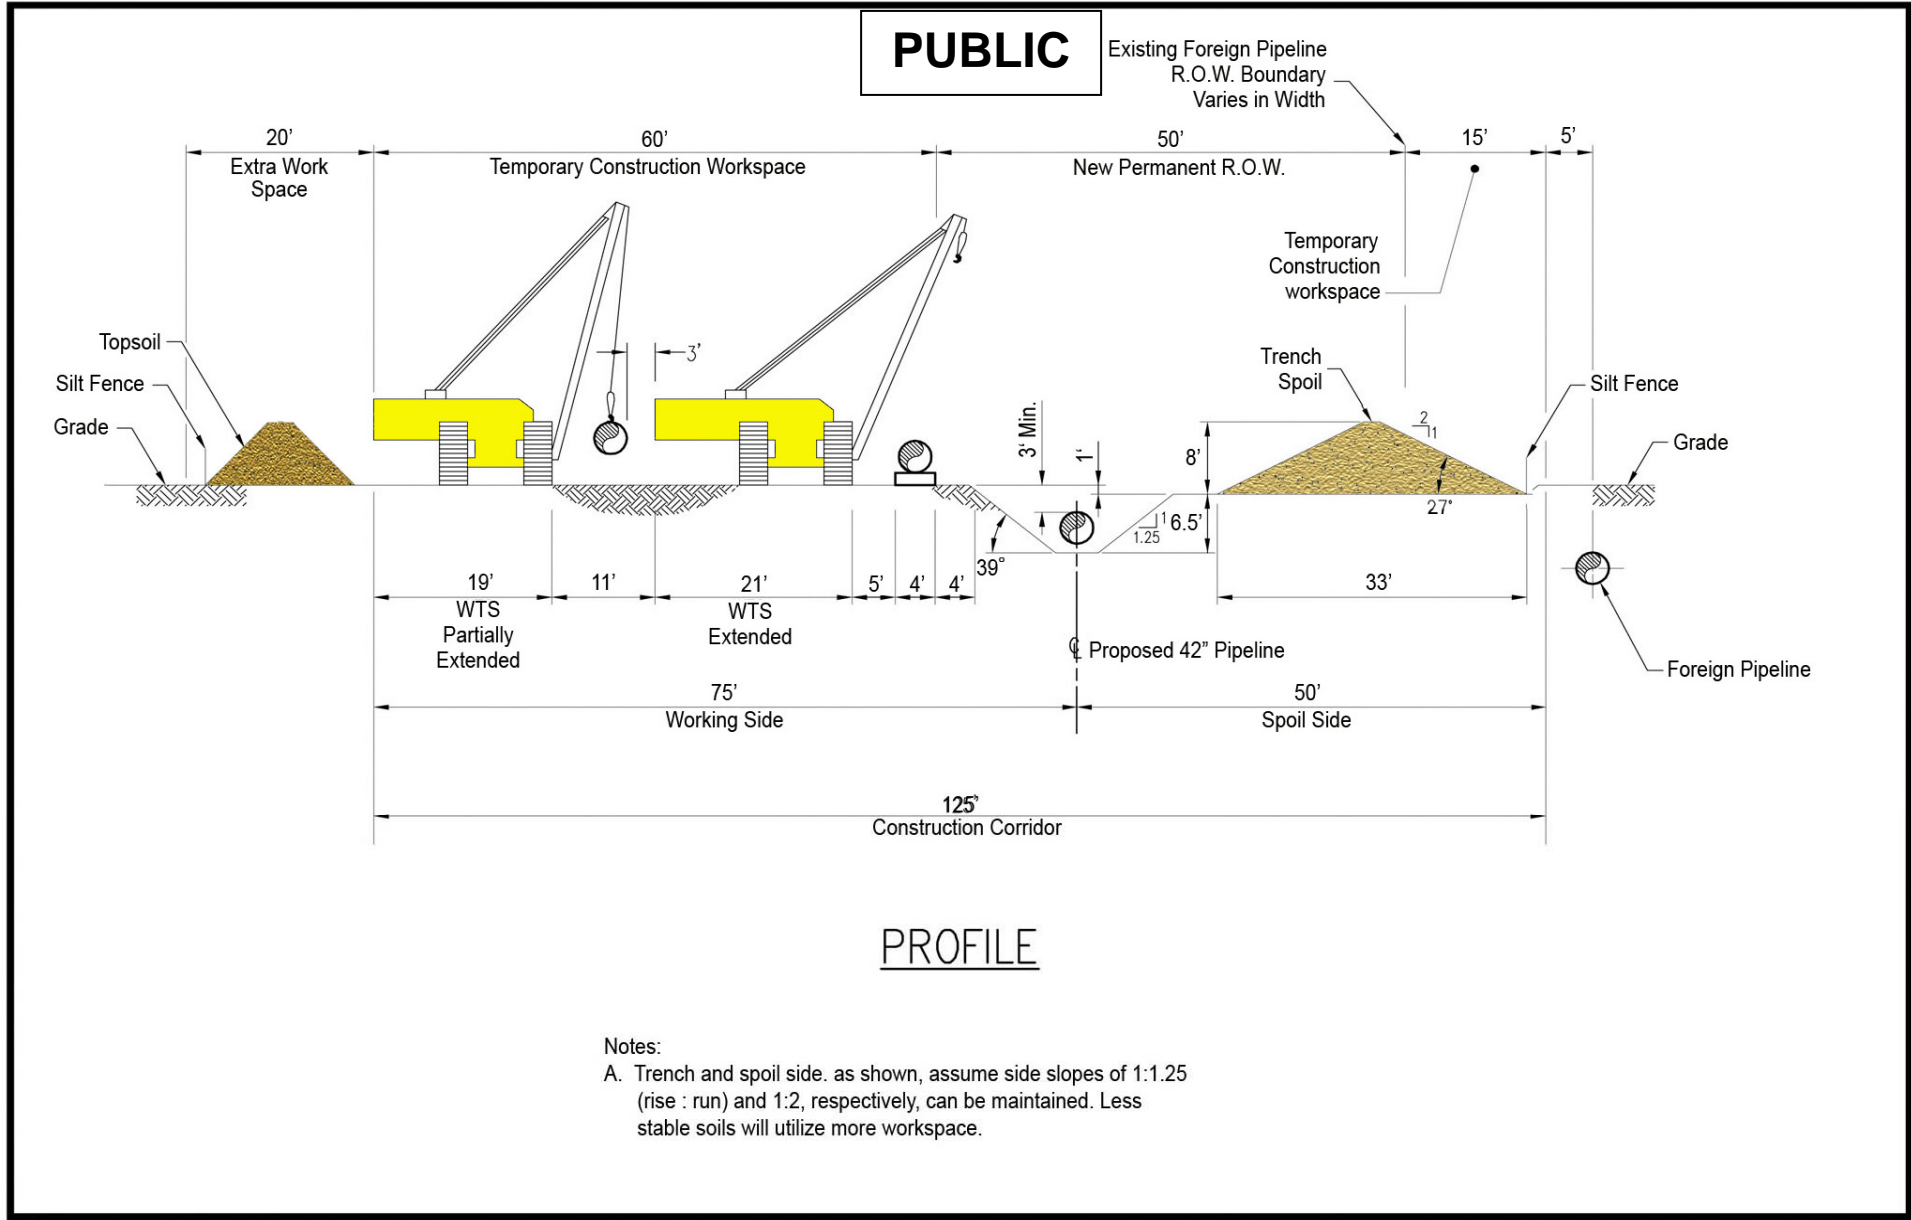 PUBLIC
Existing Foreign Pipeline
R.O.W. Boundary
Varies in Width
20’
60’
50’
15’
5’
Extra Work
Space
Temporary Construction Workspace
New Permanent R.O.W.
Temporary
Construction
workspace
Topsoil
Silt Fence
Grade
3'
Trench
Spoil
2
1
Silt Fence
Grade
3' Min.
1'
8’
27°
1
1.25
6.5’
39°
19’
WTS
Partially
Extended
11’
21’
WTS
Extended
5’
4’
4’
33’
℄ Proposed 42” Pipeline
Foreign Pipeline
75’
Working Side
50’
Spoil Side
125’
Construction Corridor
PROFILE
Notes:
A. Trench and spoil side. as shown, assume side slopes of 1:1.25
(rise : run) and 1:2, respectively, can be maintained. Less
stable soils will utilize more workspace.